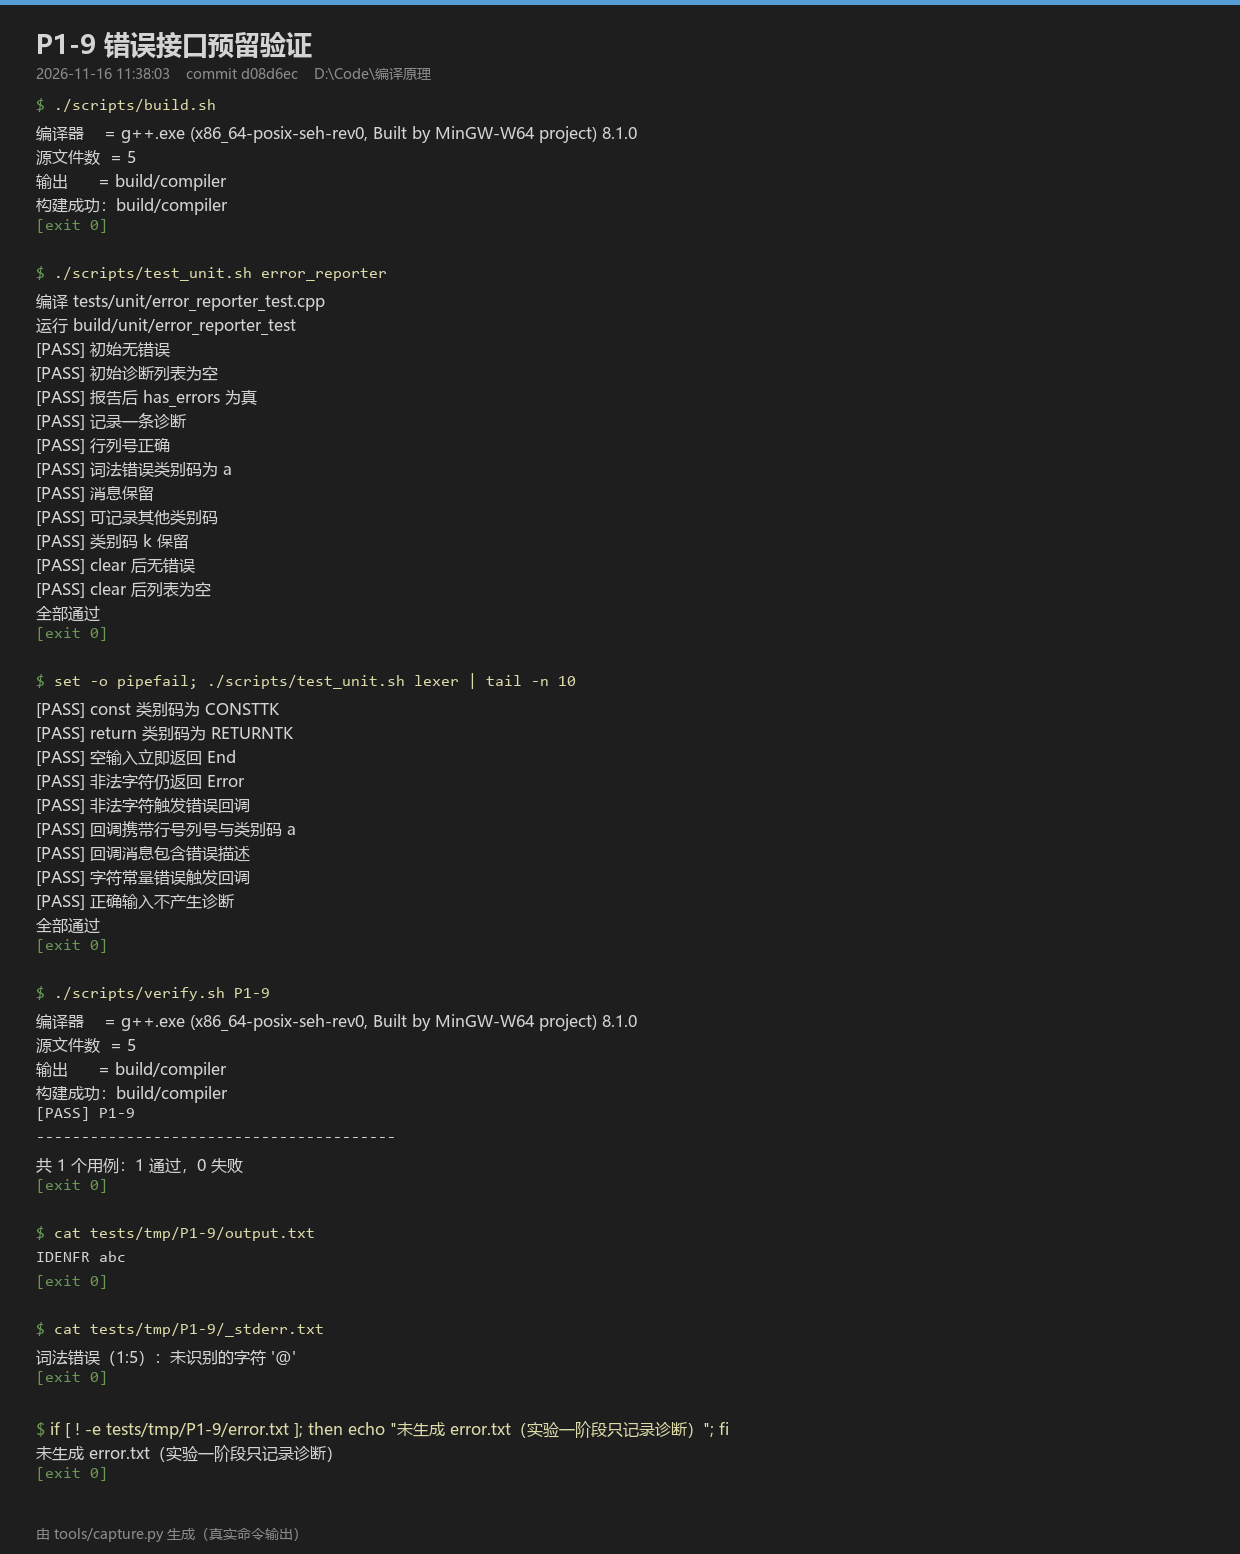 P1-9 错误接口预留验证
2026-11-16 11:38:03    commit d08d6ec    D:\Code\编译原理
$ ./scripts/build.sh
编译器    = g++.exe (x86_64-posix-seh-rev0, Built by MinGW-W64 project) 8.1.0
源文件数  = 5
输出      = build/compiler
构建成功：build/compiler
[exit 0]
$ ./scripts/test_unit.sh error_reporter
编译 tests/unit/error_reporter_test.cpp
运行 build/unit/error_reporter_test
[PASS] 初始无错误
[PASS] 初始诊断列表为空
[PASS] 报告后 has_errors 为真
[PASS] 记录一条诊断
[PASS] 行列号正确
[PASS] 词法错误类别码为 a
[PASS] 消息保留
[PASS] 可记录其他类别码
[PASS] 类别码 k 保留
[PASS] clear 后无错误
[PASS] clear 后列表为空
全部通过
[exit 0]
$ set -o pipefail; ./scripts/test_unit.sh lexer | tail -n 10
[PASS] const 类别码为 CONSTTK
[PASS] return 类别码为 RETURNTK
[PASS] 空输入立即返回 End
[PASS] 非法字符仍返回 Error
[PASS] 非法字符触发错误回调
[PASS] 回调携带行号列号与类别码 a
[PASS] 回调消息包含错误描述
[PASS] 字符常量错误触发回调
[PASS] 正确输入不产生诊断
全部通过
[exit 0]
$ ./scripts/verify.sh P1-9
编译器    = g++.exe (x86_64-posix-seh-rev0, Built by MinGW-W64 project) 8.1.0
源文件数  = 5
输出      = build/compiler
构建成功：build/compiler
[PASS] P1-9
----------------------------------------
共 1 个用例：1 通过，0 失败
[exit 0]
$ cat tests/tmp/P1-9/output.txt
IDENFR abc
[exit 0]
$ cat tests/tmp/P1-9/_stderr.txt
词法错误（1:5）：未识别的字符 '@'
[exit 0]
$ if [ ! -e tests/tmp/P1-9/error.txt ]; then echo "未生成 error.txt（实验一阶段只记录诊断）"; fi
未生成 error.txt（实验一阶段只记录诊断）
[exit 0]
由 tools/capture.py 生成（真实命令输出）